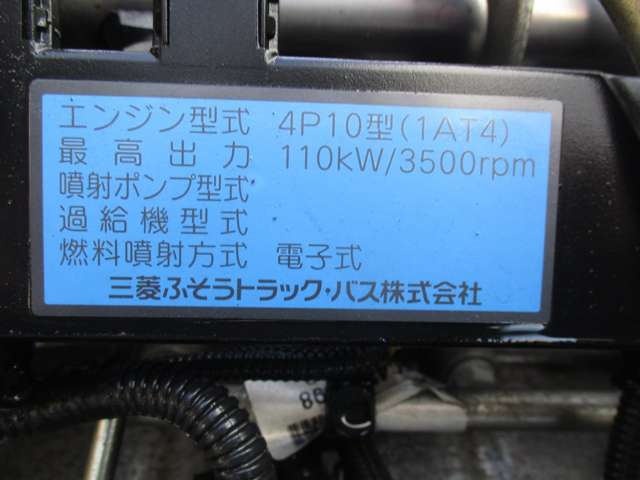 エンジン型式 4P10型(1AT4)
最高出力 110kW/3500rpm
噴射ポンプ型式
過給機型式
燃料噴射方式 電子式
三菱ふそうトラック・バス株式会社
86